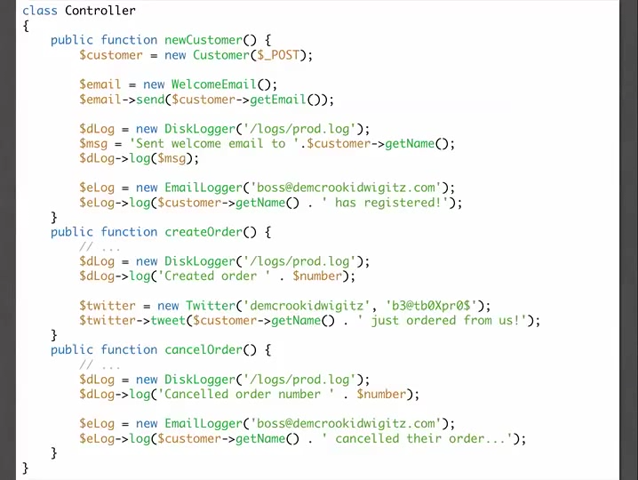 class Controller
{
public function newCustomer() {
$customer = new Customer($_POST);
$email = new WelcomeEmail();
$email->send($customer->getEmail());
$dLog = new DiskLogger('/logs/prod.log');
$msg = 'Sent welcome email to '.$customer->getName();
$dLog->log($msg);
$eLog = new EmailLogger('boss@demcrookidwigitz.com');
$eLog->log($customer->getName() . ' has registered!');
}
public function createOrder() {
// ...
$dLog = new DiskLogger('/logs/prod.log');
$dLog->log('Created order ' . $number);
$twitter = new Twitter('demcrookidwigitz', 'b3@tb0Xpr0$');
$twitter->tweet($customer->getName() . ' just ordered from us!');
}
public function cancelOrder() {
// ...
$dLog = new DiskLogger('/logs/prod.log');
$dLog->log('Cancelled order number ' . $number);
$eLog = new EmailLogger('boss@demcrookidwigitz.com');
$eLog->log($customer->getName() . ' cancelled their order...');
}
}